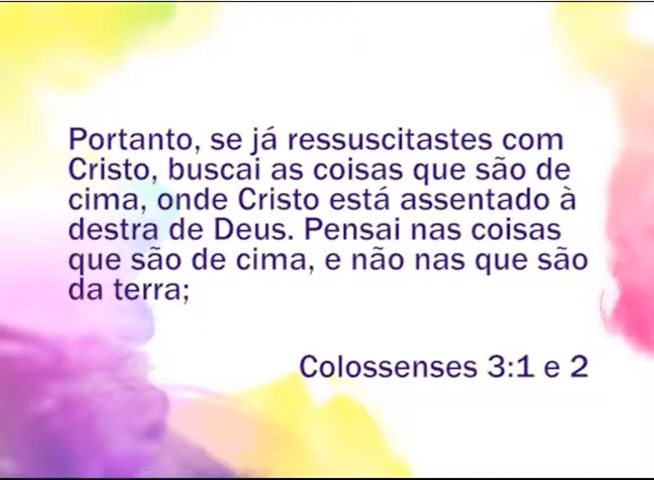 Portanto, se já ressuscitastes com
Cristo, buscai as coisas que são de
cima, onde Cristo está assentado à
destra de Deus. Pensai nas coisas
que são de cima, e não nas que são
da terra;
Colossenses 3:1 e 2